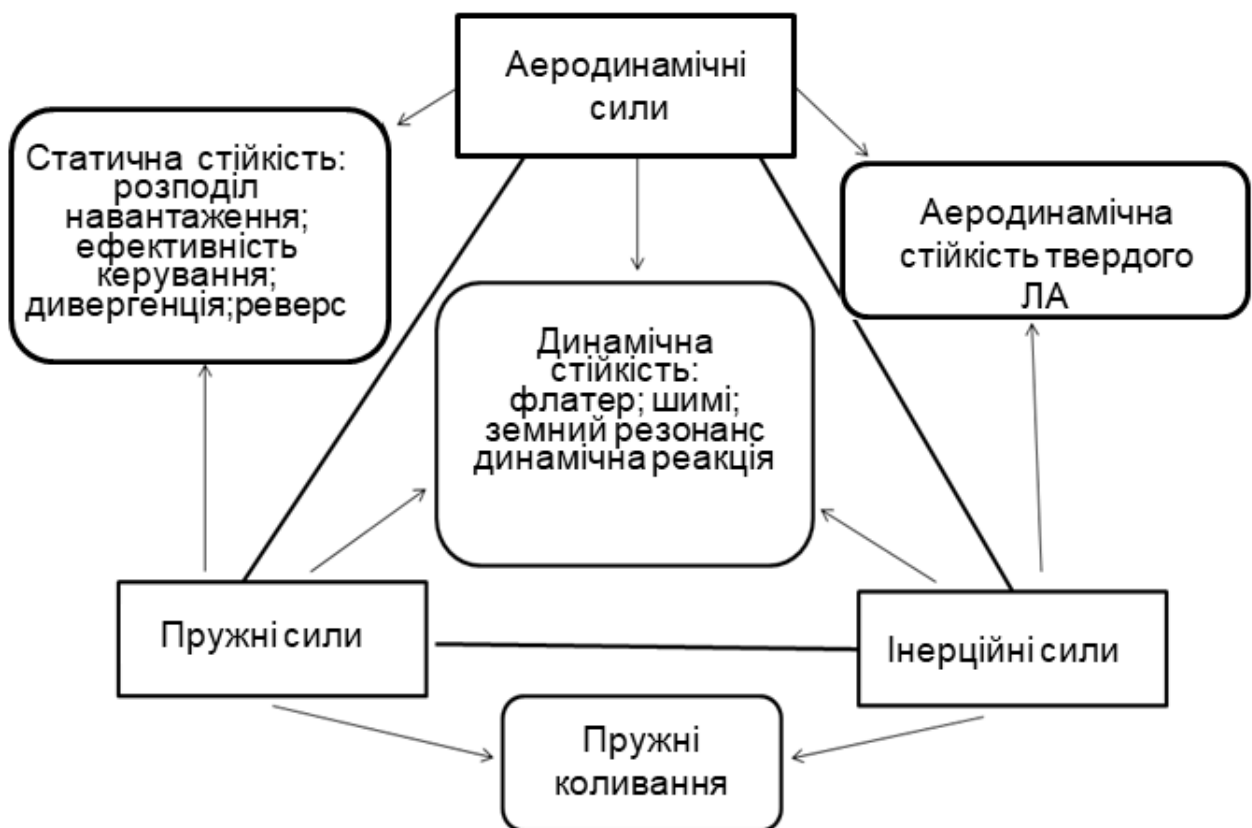 Аеродинамічні
сили
Статична стійкість:
розподіл
навантаження;
ефективність
керування;
дивергенція;реверс
Аеродинамічна
стійкість твердого
ЛА
Динамічна
стійкість:
флатер; шимі;
земний резонанс
динамічна реакція
Пружні сили
Інерційні сили
Пружні
коливання